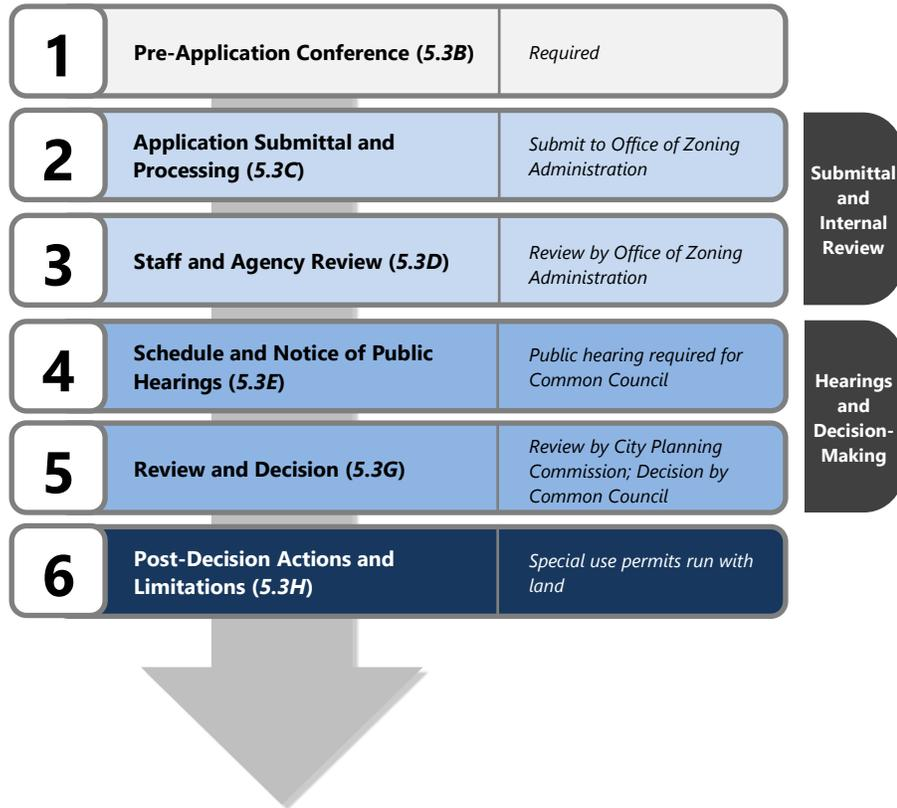 1
Pre-Application Conference (5.3B)
Required
2
Application Submittal and
Processing (5.3C)
Submit to Office of Zoning
Administration
3
Staff and Agency Review (5.3D)
Review by Office of Zoning
Administration
Submittal
and
Internal
Review
4
Schedule and Notice of Public
Hearings (5.3E)
Public hearing required for
Common Council
5
Review and Decision (5.3G)
Review by City Planning
Commission; Decision by
Common Council
Hearings
and
Decision-
Making
6
Post-Decision Actions and
Limitations (5.3H)
Special use permits run with
land